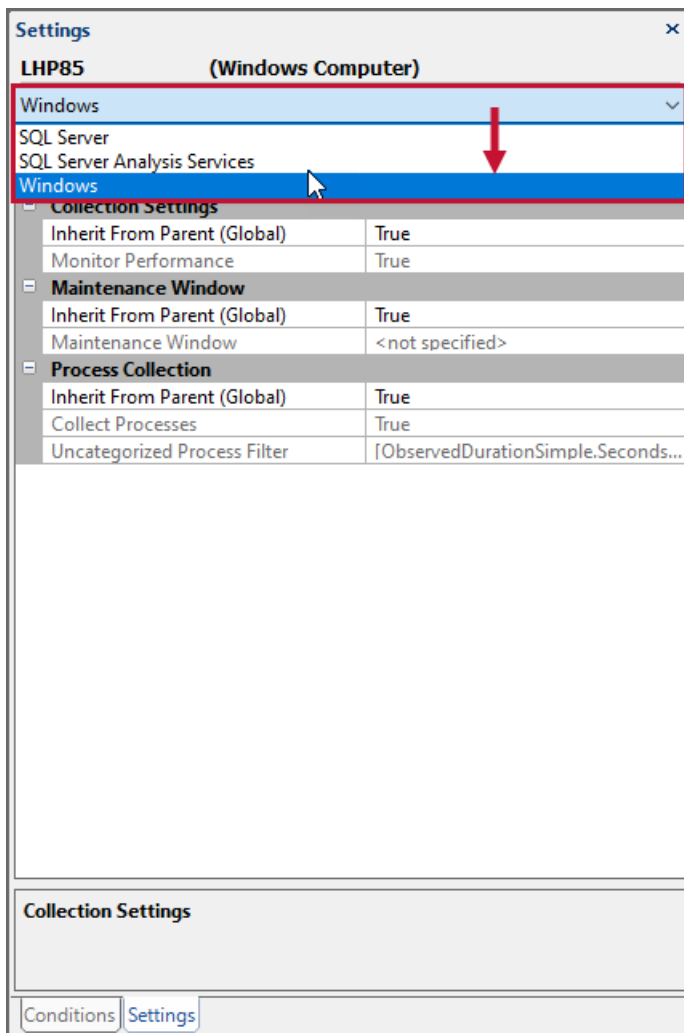 Settings
LHP85 (Windows Computer)
Windows
SQL Server
SQL Server Analysis Services
Windows
Collection Settings
Inherit From Parent (Global) True
Monitor Performance True
Maintenance Window
Inherit From Parent (Global) True
Maintenance Window <not specified>
Process Collection
Inherit From Parent (Global) True
Collect Processes True
Uncategorized Process Filter [ObservedDurationSimple.Seconds...
Collection Settings
Conditions Settings